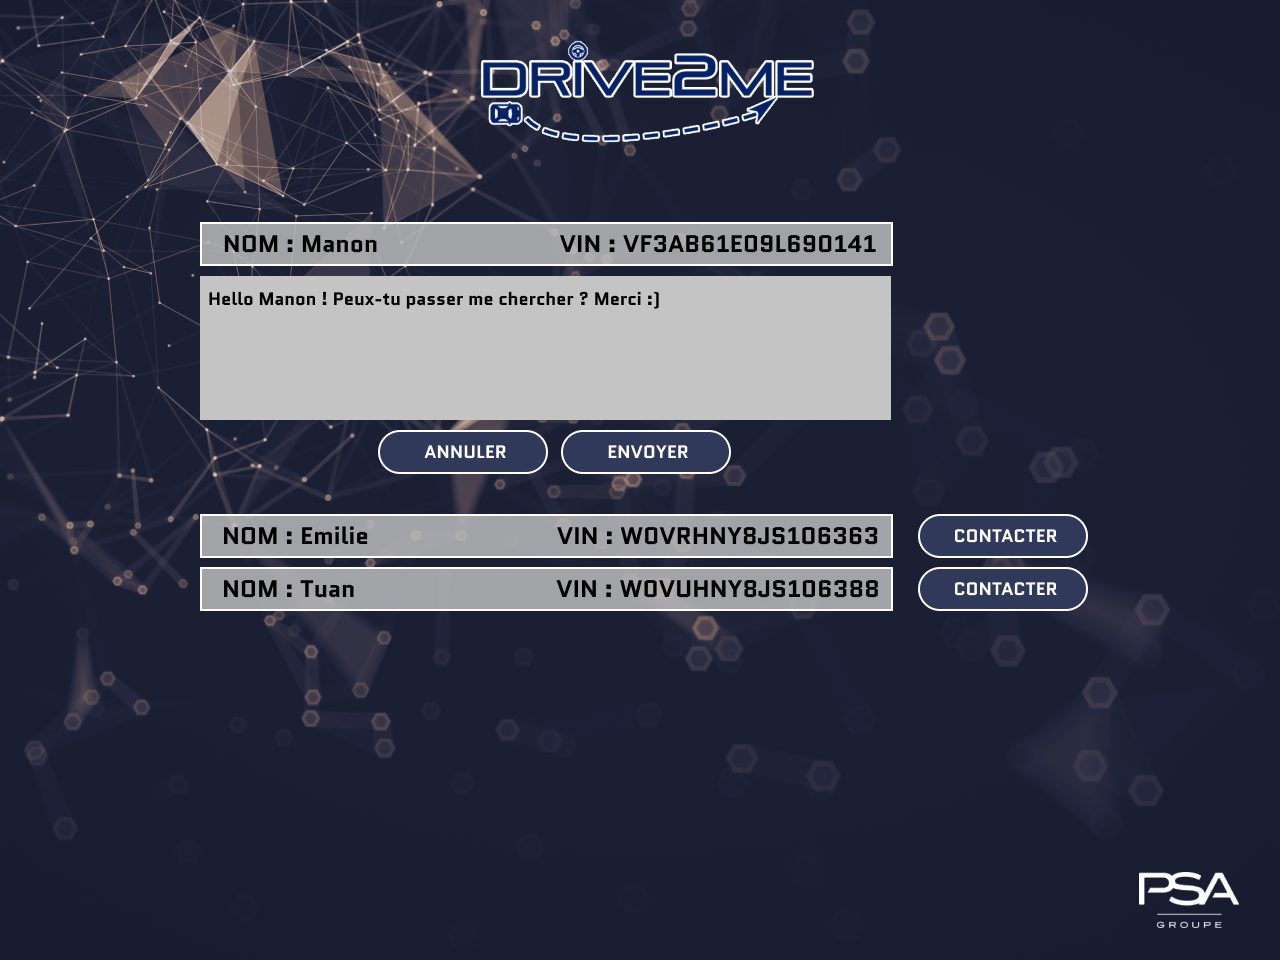 DRIVE2ME
NOM : Manon VIN : VF3AB61E09L690141
Hello Manon ! Peux-tu passer me chercher ? Merci :)
ANNULER ENVOYER
NOM : Emilie VIN : W0VRHNY8JS106363 CONTACTER
NOM : Tuan VIN : W0VUHNY8JS106388 CONTACTER
PSA
GROUPE